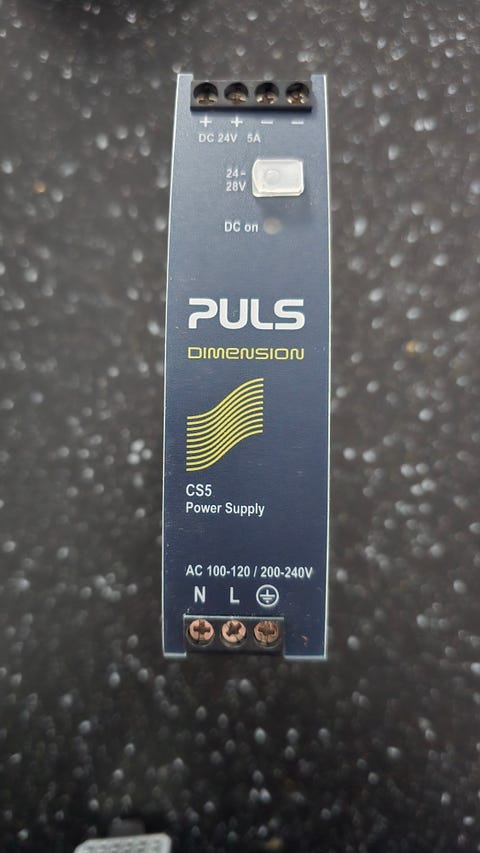 + + − −
DC 24V 5A
24-
28V
DC on
PULS
DIMENSION
CS5
Power Supply
AC 100-120 / 200-240V
N L